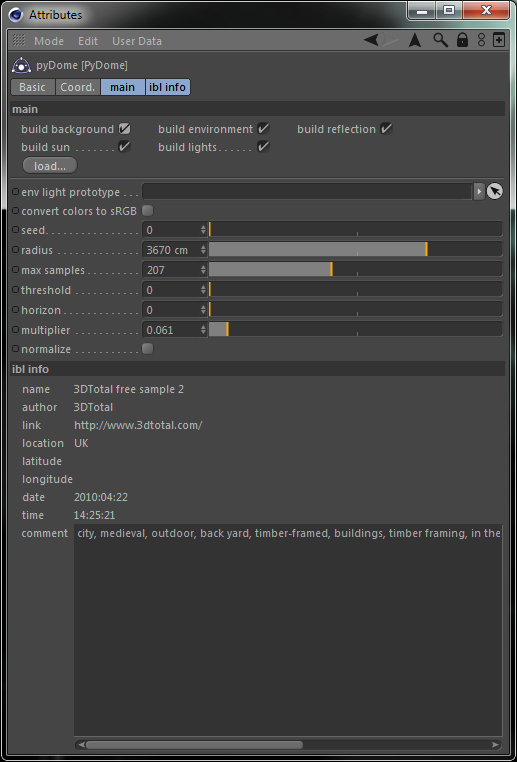 Attributes
Mode Edit User Data
pyDome [PyDome]
Basic Coord. main ibl info
main
build background build environment build reflection
build sun . . . . . . . build lights . . . . . .
load...
env light prototype . . .
convert colors to sRGB
seed. . . . . . . . . . . . . . 0
radius . . . . . . . . . . . . 3670 cm
max samples . . . . . . . . 207
threshold . . . . . . . . . . 0
horizon . . . . . . . . . . . 0
multiplier . . . . . . . . . . 0.061
normalize . . . . . . . . . .
ibl info
name 3DTotal free sample 2
author 3DTotal
link http://www.3dtotal.com/
location UK
latitude
longitude
date 2010:04:22
time 14:25:21
comment city, medieval, outdoor, back yard, timber-framed, buildings, timber framing, in the